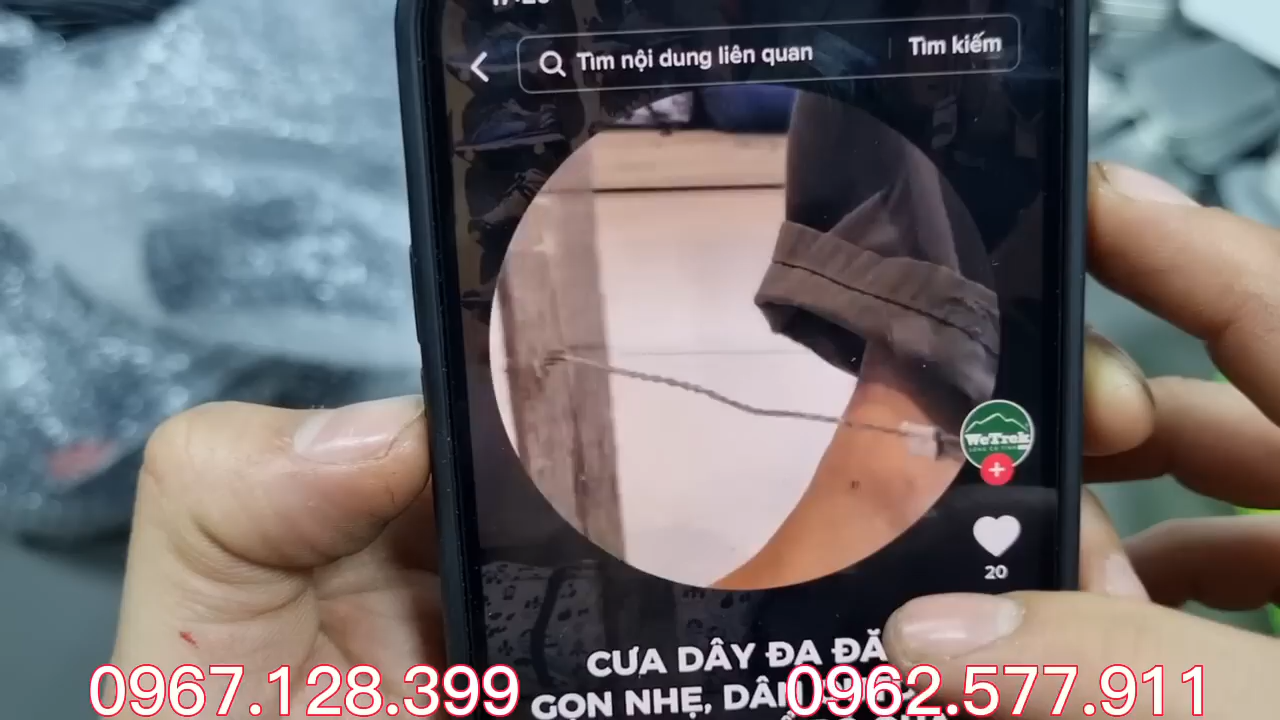 Tìm nội dung liên quan
Tìm kiếm
WeTrek
20
CƯA DÂY ĐA ĐĂ
GỌN NHẸ,
0967.128.399
0962.577.911